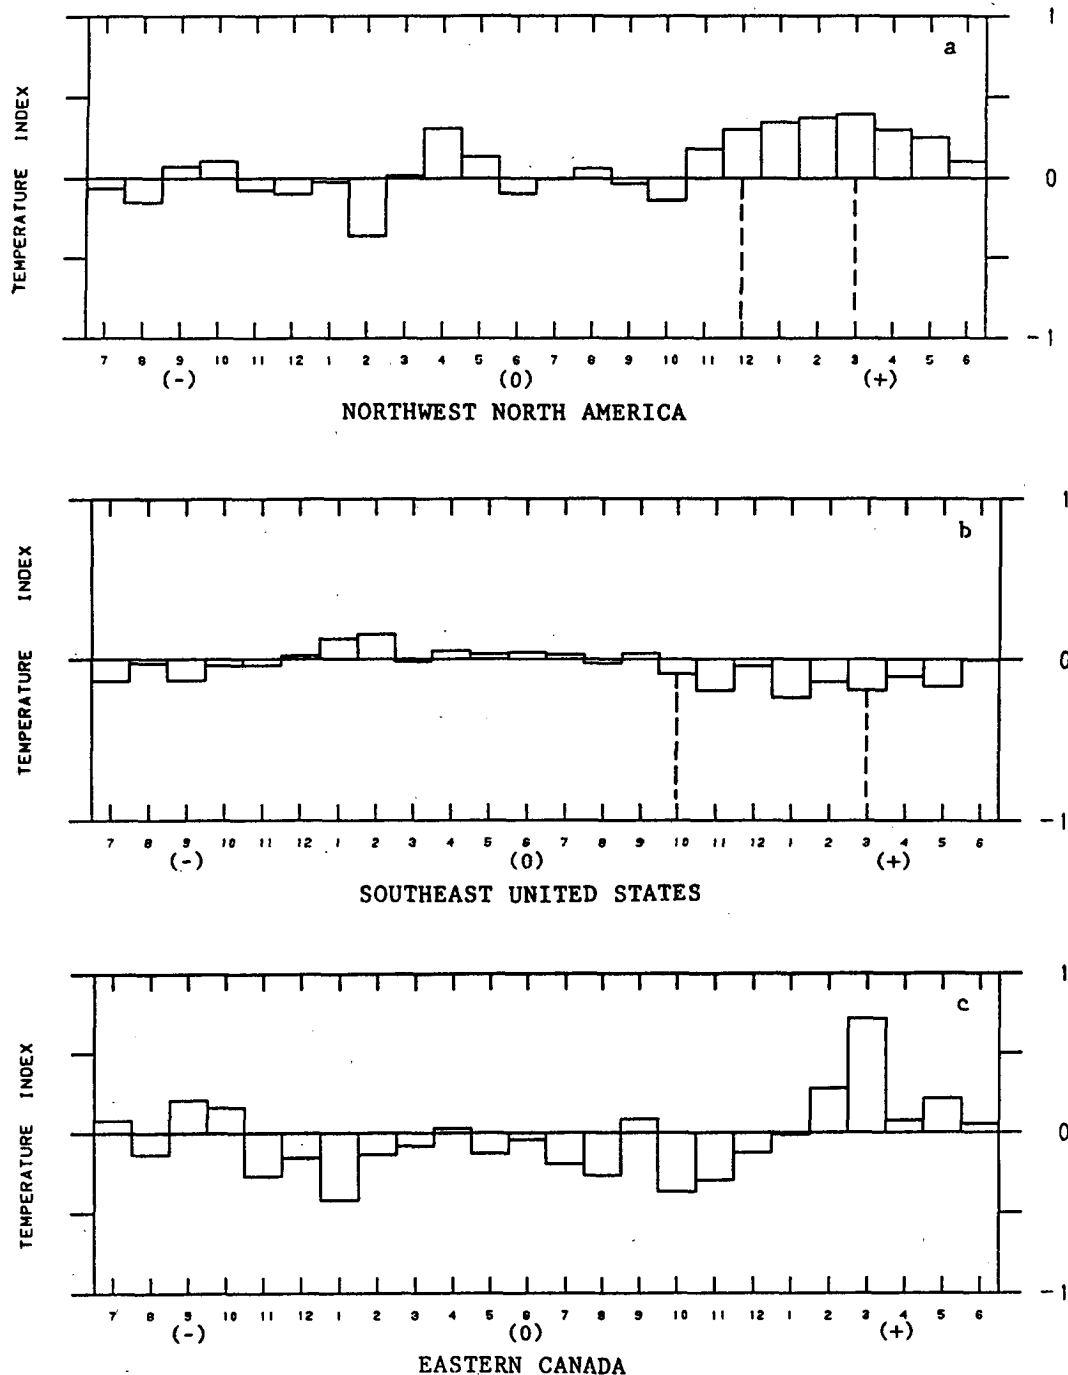 1
a
TEMPERATURE INDEX
0
-1
7 8 9 10 11 12 1 2 3 4 5 6 7 8 9 10 11 12 1 2 3 4 5 6
(-) (0) (+)
NORTHWEST NORTH AMERICA
1
b
TEMPERATURE INDEX
0
-1
7 8 9 10 11 12 1 2 3 4 5 6 7 8 9 10 11 12 1 2 3 4 5 6
(-) (0) (+)
SOUTHEAST UNITED STATES
1
c
TEMPERATURE INDEX
0
-1
7 8 9 10 11 12 1 2 3 4 5 6 7 8 9 10 11 12 1 2 3 4 5 6
(-) (0) (+)
EASTERN CANADA